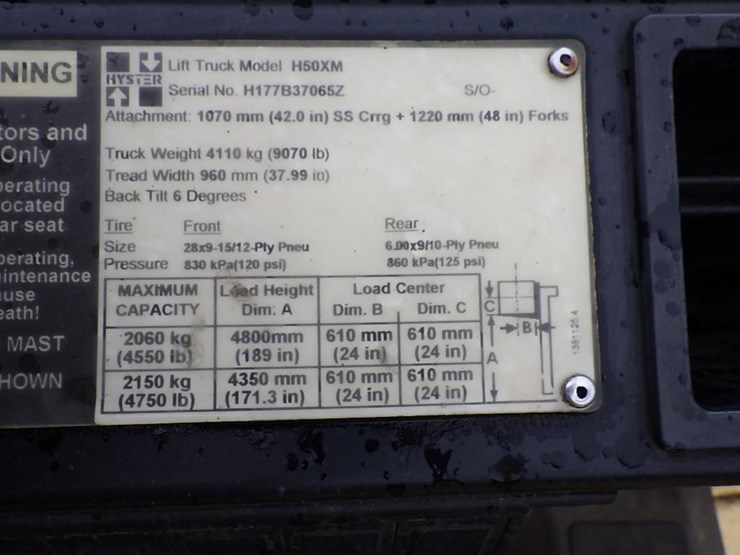 NING
tors and
Only
erating
ocated
ar seat
erating,
intenance
use
eath!
MAST
HOWN
HYSTER
Lift Truck Model H50XM
Serial No. H177B37065Z S/O-
Attachment: 1070 mm (42.0 in) SS Crrg + 1220 mm (48 in) Forks
Truck Weight 4110 kg (9070 lb)
Tread Width 960 mm (37.99 in)
Back Tilt 6 Degrees
Tire Front Rear
Size 28x9-15/12-Ply Pneu 6.00x9/10-Ply Pneu
Pressure 830 kPa(120 psi) 860 kPa(125 psi)
MAXIMUM Load Height Load Center
CAPACITY Dim: A Dim. B Dim. C
2060 kg 4800mm 610 mm 610 mm
(4550 lb) (189 in) (24 in) (24 in)
2150 kg 4350 mm 610 mm 610 mm
(4750 lb) (171.3 in) (24 in) (24 in)
C
B
A